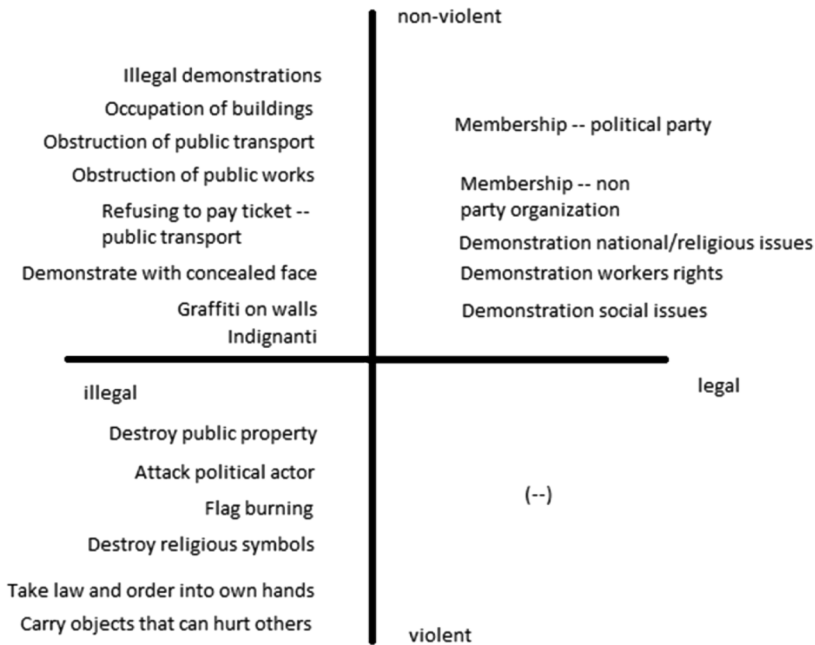 non-violent
Illegal demonstrations
Occupation of buildings
Obstruction of public transport
Obstruction of public works
Refusing to pay ticket --
public transport
Demonstrate with concealed face
Graffiti on walls
Indignanti
Membership -- political party
Membership -- non
party organization
Demonstration national/religious issues
Demonstration workers rights
Demonstration social issues
illegal
legal
Destroy public property
Attack political actor
Flag burning
Destroy religious symbols
Take law and order into own hands
Carry objects that can hurt others
(--)
violent